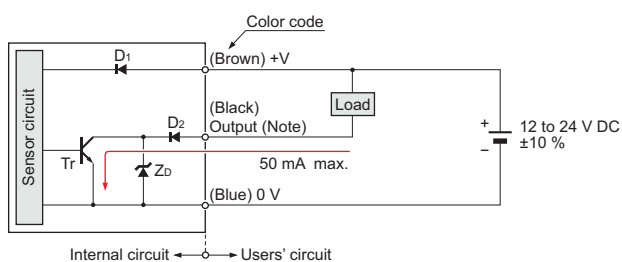 Color code
D1
(Brown) +V
Sensor circuit
(Black)
Load
D2
Output (Note)
+
12 to 24 V DC
±10 %
−
Tr
ZD
50 mA max.
(Blue) 0 V
Internal circuit
Users' circuit